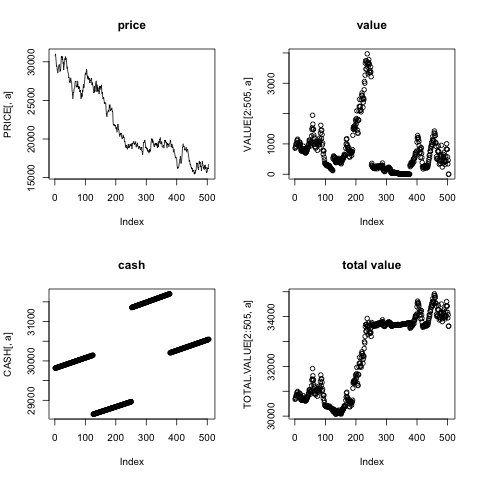 price
PRICE[, a]
30000
25000
20000
15000
0 100 200 300 400 500
Index
value
VALUE[2:505, a]
3000
1000
0
0 100 200 300 400 500
Index
cash
CASH[, a]
31000
30000
29000
0 100 200 300 400 500
Index
total value
TOTAL.VALUE[2:505, a]
34000
32000
30000
0 100 200 300 400 500
Index